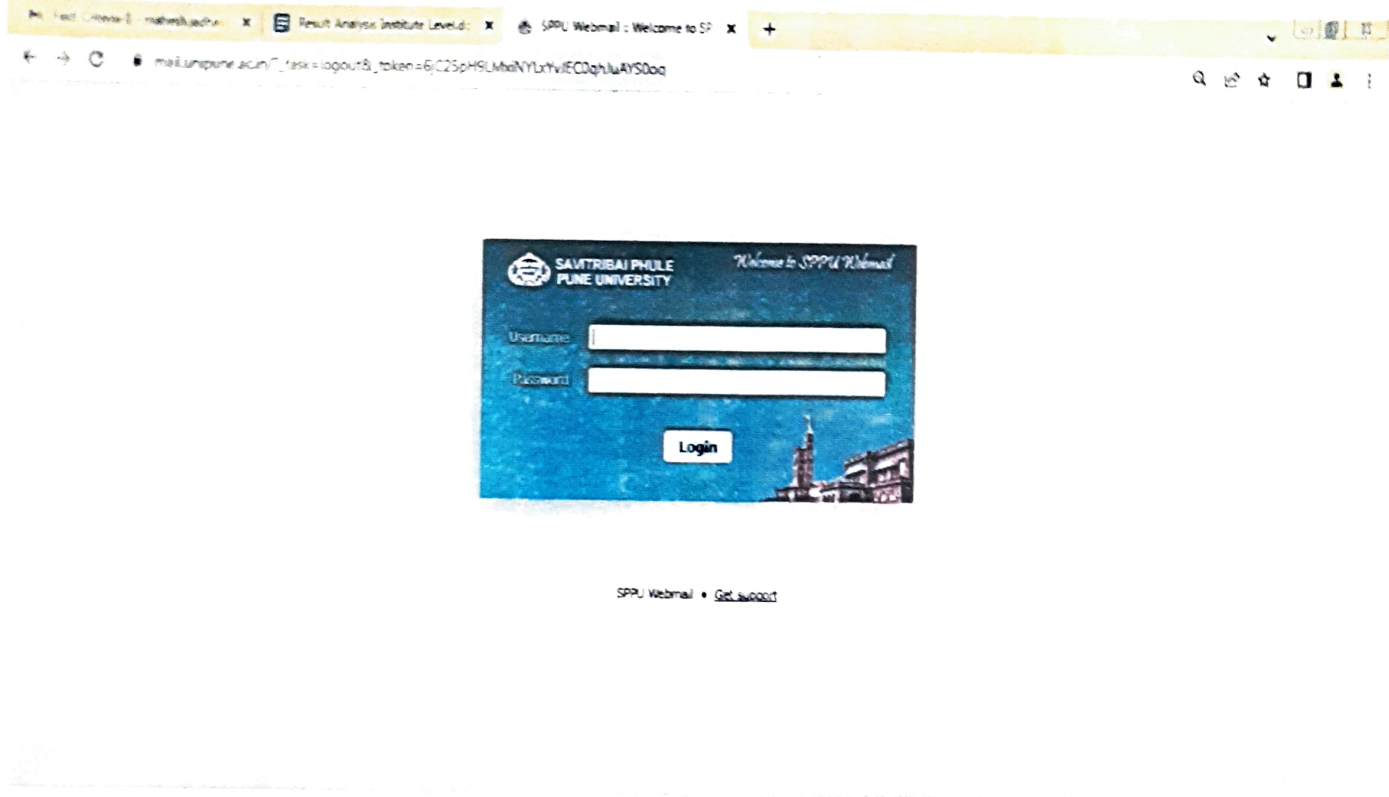 Result Analysis Institute Level.d
SPPU Webmail :: Welcome to SP
SAVITRIBAI PHULE
PUNE UNIVERSITY
Welcome to SPPU Webmail
Username
Password
Login
SPPU Webmail • Get support